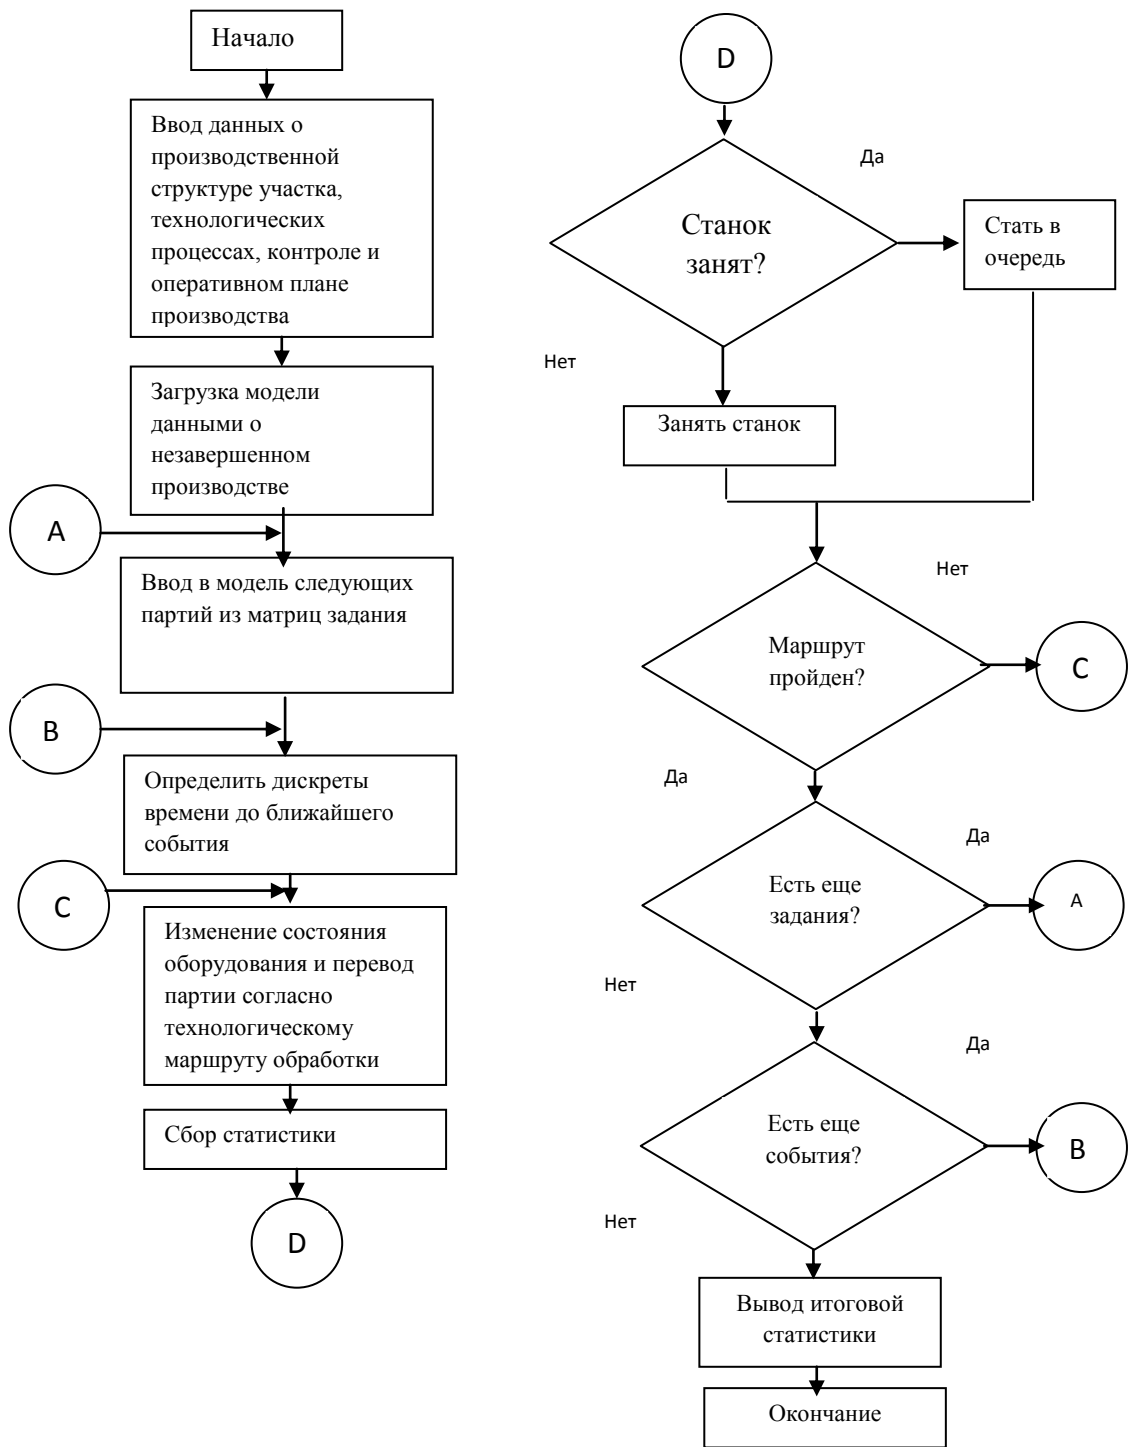 Начало
Ввод данных о
производственной
структуре участка,
технологических
процессах, контроле и
оперативном плане
производства
Загрузка модели
данными о
незавершенном
производстве
A
Ввод в модель следующих
партий из матриц задания
B
Определить дискреты
времени до ближайшего
события
C
Изменение состояния
оборудования и перевод
партии согласно
технологическому
маршруту обработки
Сбор статистики
D
D
Да
Станок
занят?
Стать в
очередь
Нет
Занять станок
Нет
Маршрут
пройден?
C
Да
Да
Есть еще
задания?
A
Нет
Да
Есть еще
события?
B
Нет
Вывод итоговой
статистики
Окончание